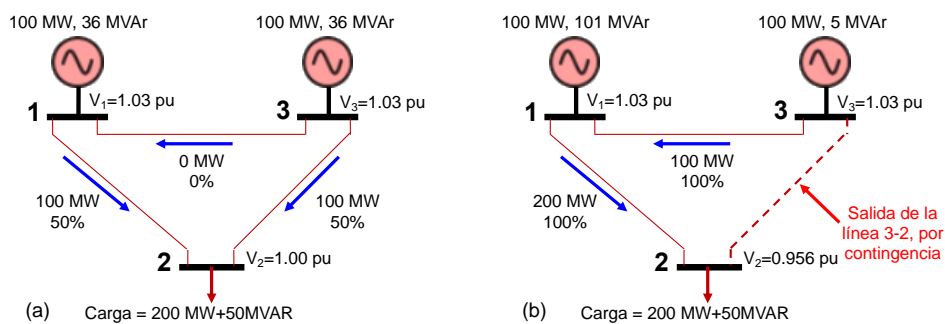 100 MW, 36 MVAr
100 MW, 36 MVAr
1
V1=1.03 pu
3
V3=1.03 pu
0 MW
0%
100 MW
50%
100 MW
50%
2
V2=1.00 pu
(a)
Carga = 200 MW+50MVAR
100 MW, 101 MVAr
100 MW, 5 MVAr
1
V1=1.03 pu
3
V3=1.03 pu
100 MW
100%
200 MW
100%
Salida de la
línea 3-2, por
contingencia
2
V2=0.956 pu
(b)
Carga = 200 MW+50MVAR